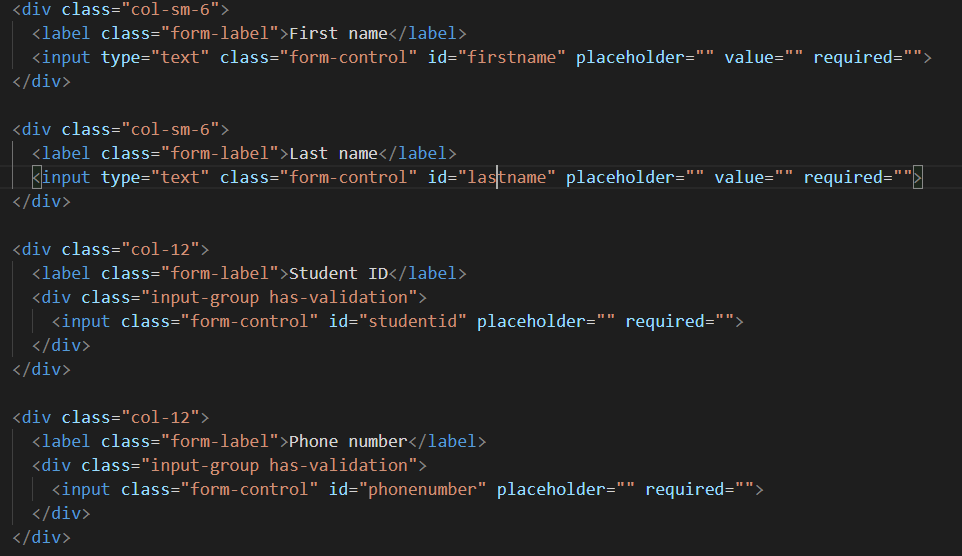 <div class="col-sm-6">
  <label class="form-label">First name</label>
  <input type="text" class="form-control" id="firstname" placeholder="" value="" required="">
</div>

<div class="col-sm-6">
  <label class="form-label">Last name</label>
  <input type="text" class="form-control" id="lastname" placeholder="" value="" required="">
</div>

<div class="col-12">
  <label class="form-label">Student ID</label>
  <div class="input-group has-validation">
    <input class="form-control" id="studentid" placeholder="" required="">
  </div>
</div>

<div class="col-12">
  <label class="form-label">Phone number</label>
  <div class="input-group has-validation">
    <input class="form-control" id="phonenumber" placeholder="" required="">
  </div>
</div>